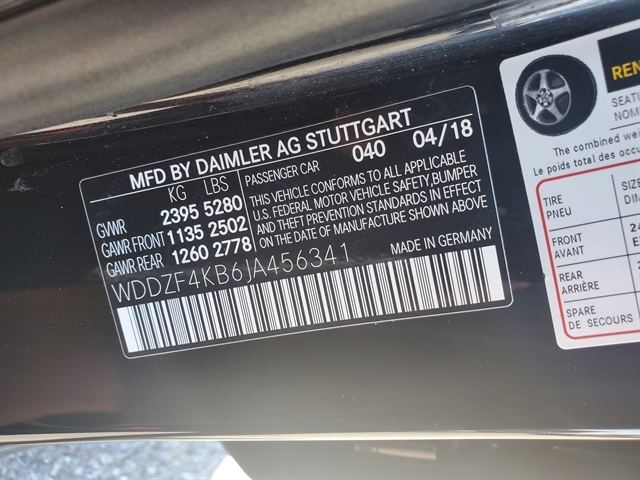 MFD BY DAIMLER AG STUTTGART
KG LBS
GVWR 2395 5280
GAWR FRONT 1135 2502
GAWR REAR 1260 2778
PASSENGER CAR 040 04/18
THIS VEHICLE CONFORMS TO ALL APPLICABLE
U.S. FEDERAL MOTOR VEHICLE SAFETY, BUMPER
AND THEFT PREVENTION STANDARDS IN EFFECT
ON THE DATE OF MANUFACTURE SHOWN ABOVE
WDDZF4KB6JA456341
MADE IN GERMANY
The combined
Le poids total des
TIRE
PNEU
FRONT
AVANT
REAR
ARRIÈRE
SPARE
DE SECOURS